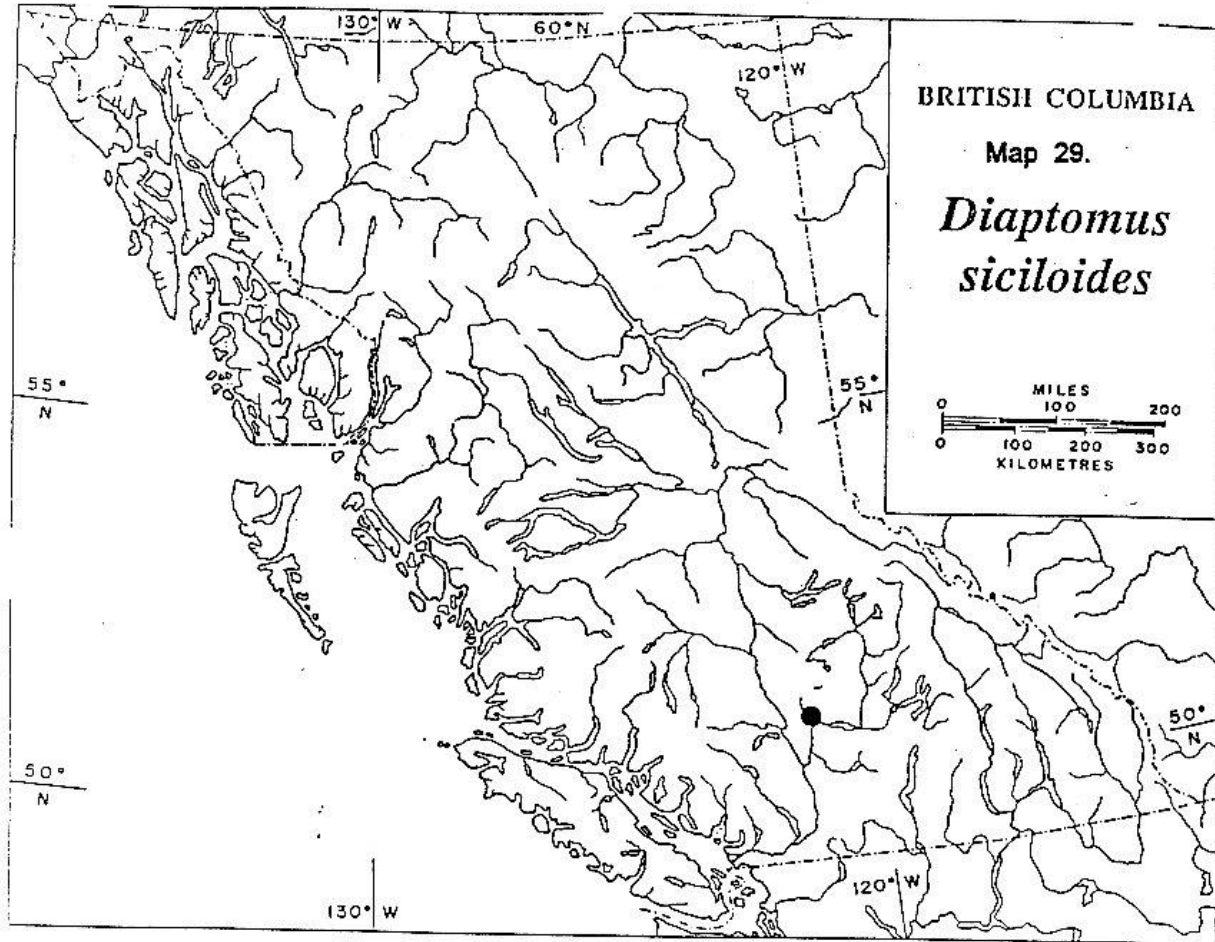 130° W
60° N
120° W
BRITISH COLUMBIA
Map 29.
Diaptomus
siciloides
55°
N
55°
N
MILES
0 100 200
0 100 200 300
KILOMETRES
50°
N
50°
N
130° W
120° W